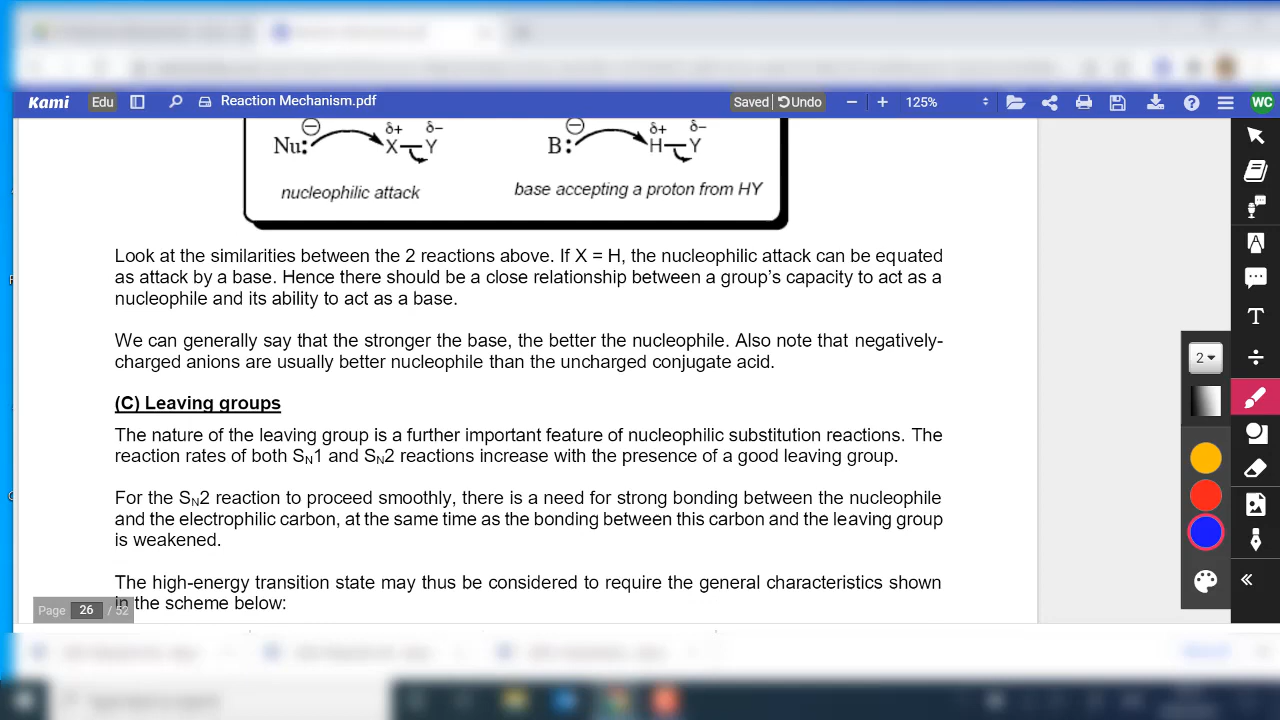 Kami Edu Reaction Mechanism.pdf Saved Undo 125% WC
δ+ δ− δ+ δ−
Nu: X Y B: H Y
nucleophilic attack base accepting a proton from HY
Look at the similarities between the 2 reactions above. If X = H, the nucleophilic attack can be equated
as attack by a base. Hence there should be a close relationship between a group's capacity to act as a
nucleophile and its ability to act as a base.
We can generally say that the stronger the base, the better the nucleophile. Also note that negatively-
charged anions are usually better nucleophile than the uncharged conjugate acid.
(C) Leaving groups
The nature of the leaving group is a further important feature of nucleophilic substitution reactions. The
reaction rates of both SN1 and SN2 reactions increase with the presence of a good leaving group.
For the SN2 reaction to proceed smoothly, there is a need for strong bonding between the nucleophile
and the electrophilic carbon, at the same time as the bonding between this carbon and the leaving group
is weakened.
The high-energy transition state may thus be considered to require the general characteristics shown
in the scheme below:
Page 26 / 52
2